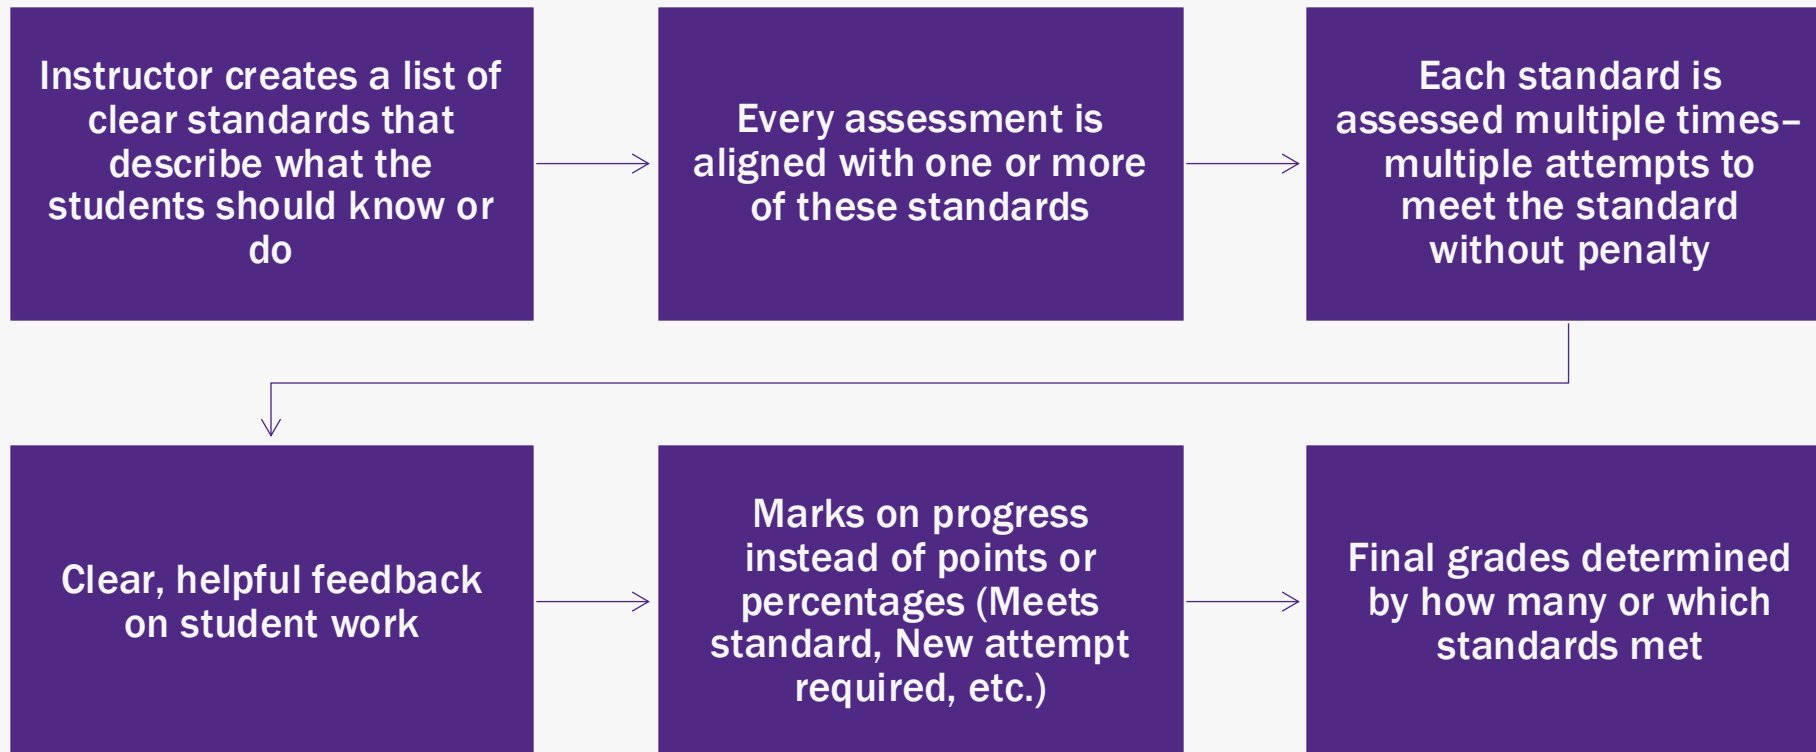 Instructor creates a list of
clear standards that
describe what the
students should know or
do
Every assessment is
aligned with one or more
of these standards
Each standard is
assessed multiple times–
multiple attempts to
meet the standard
without penalty
Clear, helpful feedback
on student work
Marks on progress
instead of points or
percentages (Meets
standard, New attempt
required, etc.)
Final grades determined
by how many or which
standards met